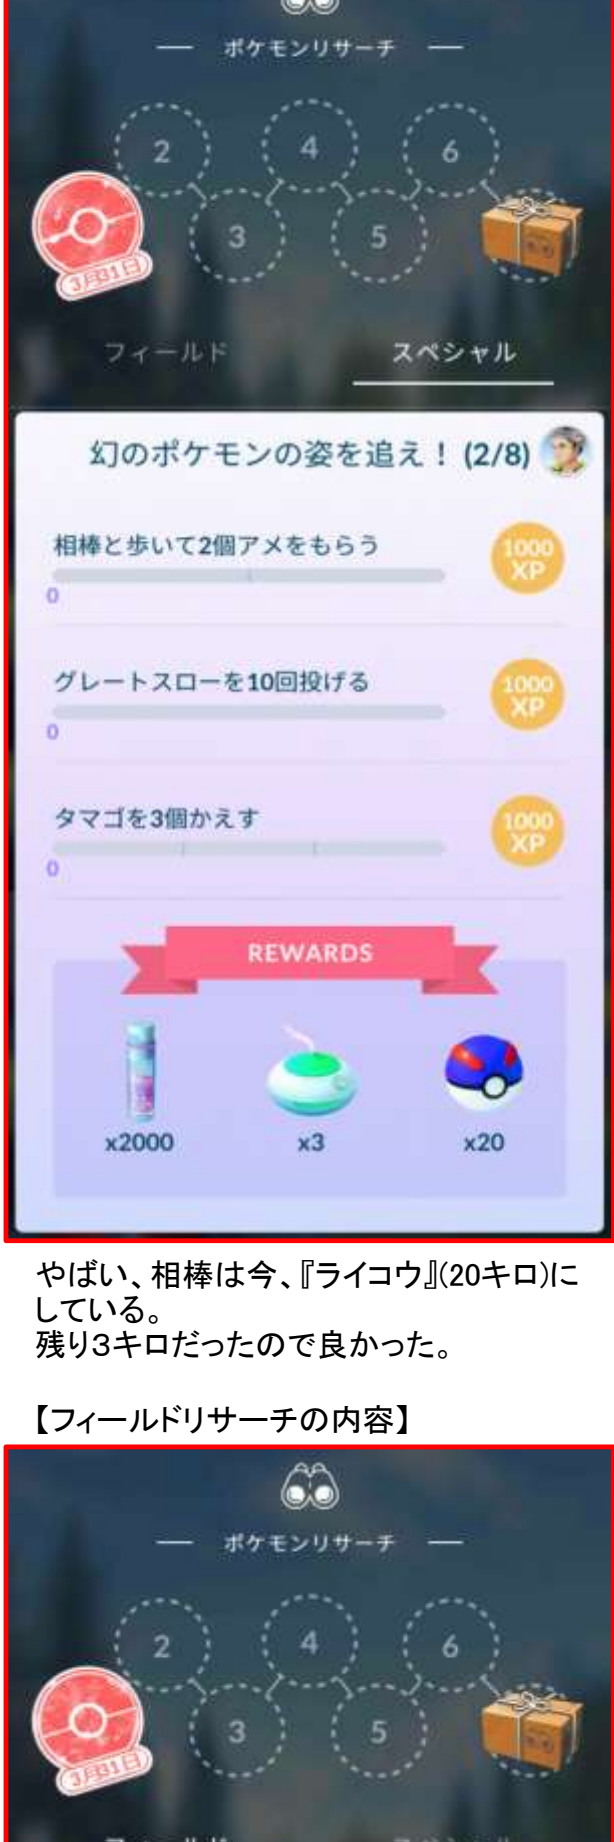 ポケモンリサーチ
2
4
6
3
5
3月31日
フィールド
スペシャル
幻のポケモンの姿を追え！(2/8)
相棒と歩いて2個アメをもらう
1000
XP
0
グレートスローを10回投げる
1000
XP
0
タマゴを3個かえす
1000
XP
0
REWARDS
x2000
x3
x20
やばい、相棒は今、『ライコウ』(20キロ)に
している。
残り３キロだったので良かった。
【フィールドリサーチの内容】
ポケモンリサーチ
2
4
6
3
5
3月31日